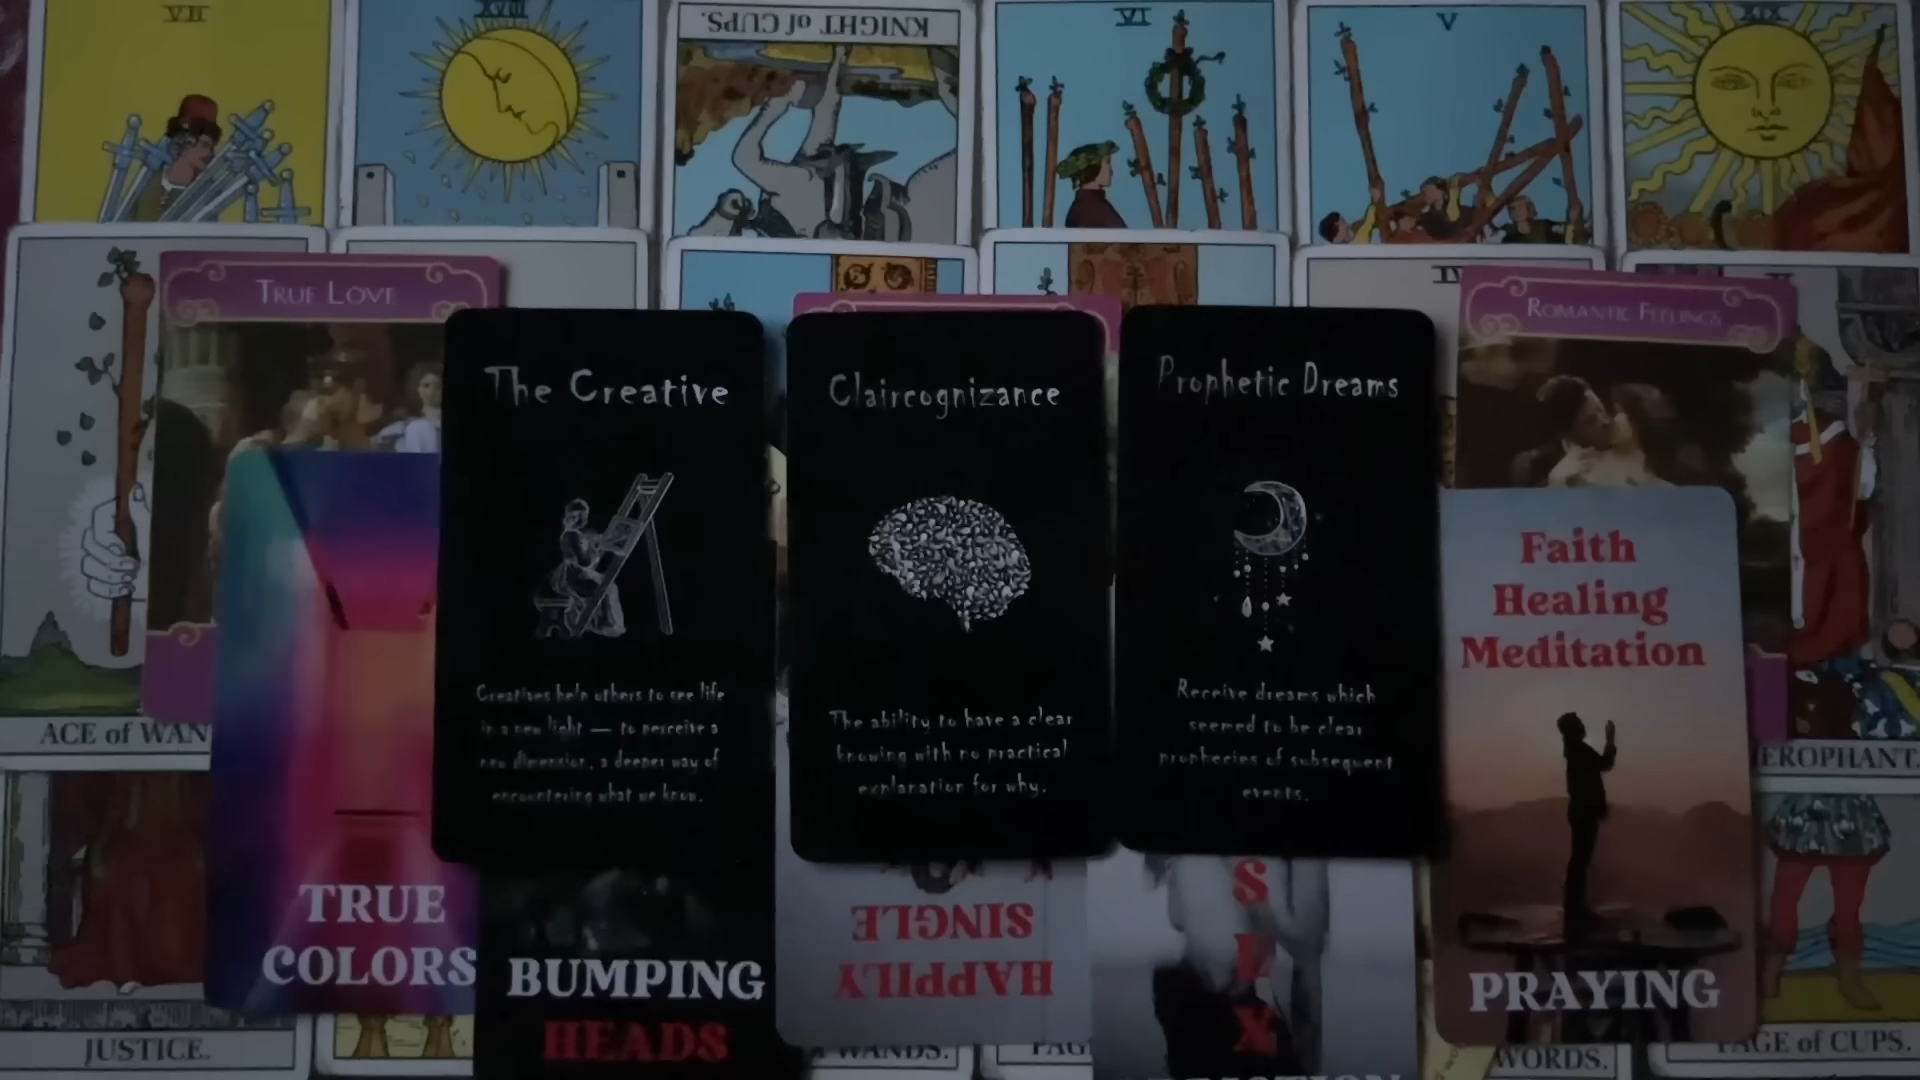 VII
XVIII
KNIGHT of CUPS.
VI
V
XIX
TRUE LOVE
ROMANTIC FEELINGS
The Creative
Creatives help others to see life
in a new light — to perceive a
new dimension, a deeper way of
encountering what we know.
Claircognizance
The ability to have a clear
knowing with no practical
explanation for why.
Prophetic Dreams
Receive dreams which
seemed to be clear
prophecies of subsequent
events.
Faith
Healing
Meditation
PRAYING
ACE of WAN
IEROPHANT.
TRUE
COLORS
BUMPING
HEADS
HAPPILY
SINGLE
S
E
X
JUSTICE.
WANDS.
PAG
WORDS.
PAGE of CUPS.